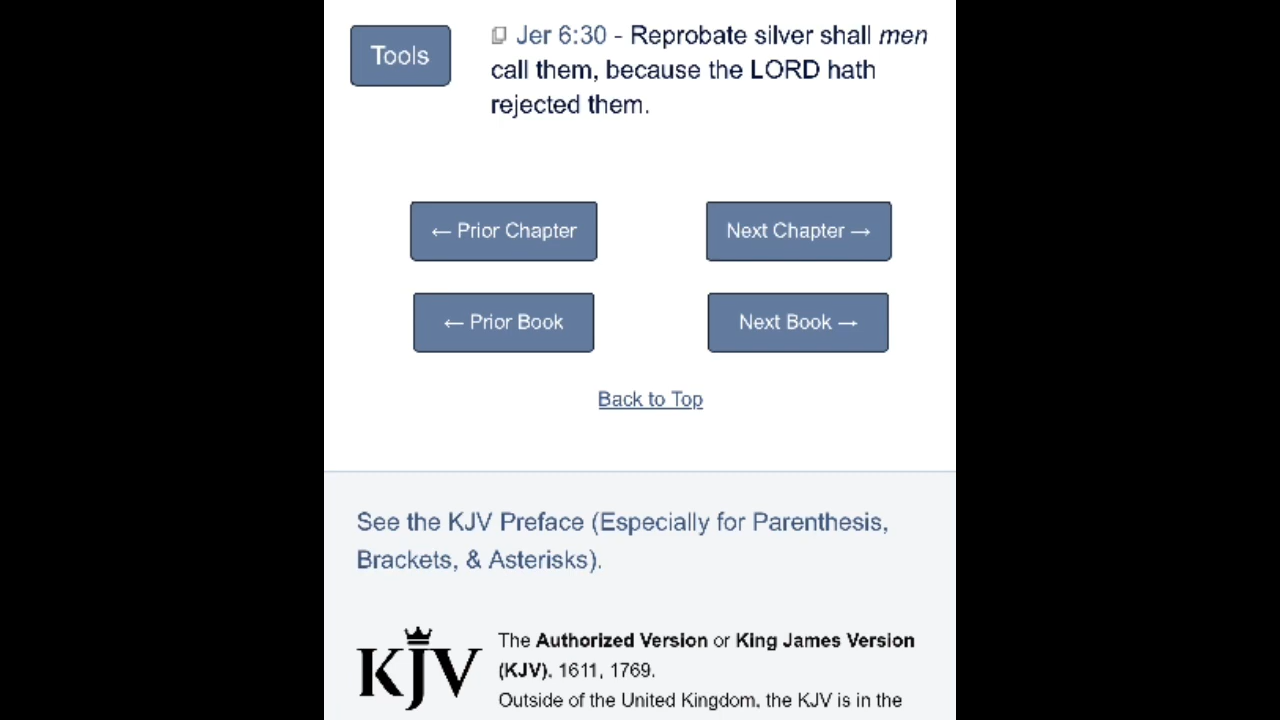 Tools
Jer 6:30 - Reprobate silver shall men
call them, because the LORD hath
rejected them.
← Prior Chapter
Next Chapter →
← Prior Book
Next Book →
Back to Top
See the KJV Preface (Especially for Parenthesis,
Brackets, & Asterisks).
KJV
The Authorized Version or King James Version
(KJV), 1611, 1769.
Outside of the United Kingdom, the KJV is in the